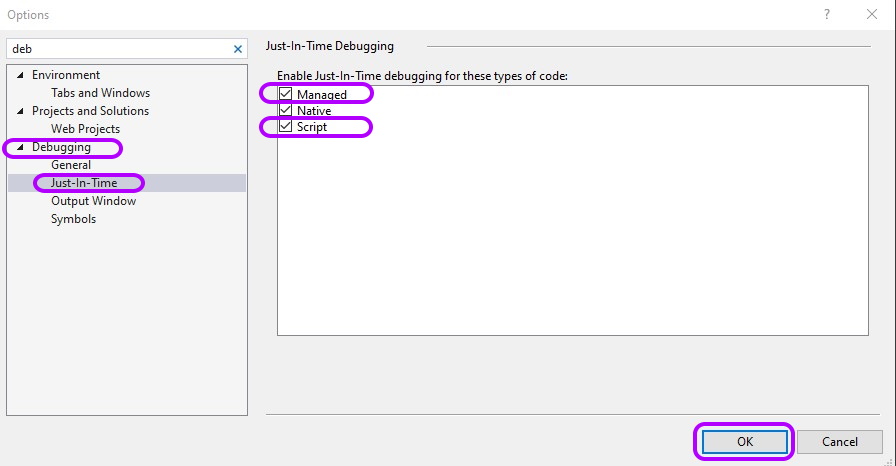 Options
?
deb
Environment
Tabs and Windows
Projects and Solutions
Web Projects
Debugging
General
Just-In-Time
Output Window
Symbols
Just-In-Time Debugging
Enable Just-In-Time debugging for these types of code:
Managed
Native
Script
OK
Cancel